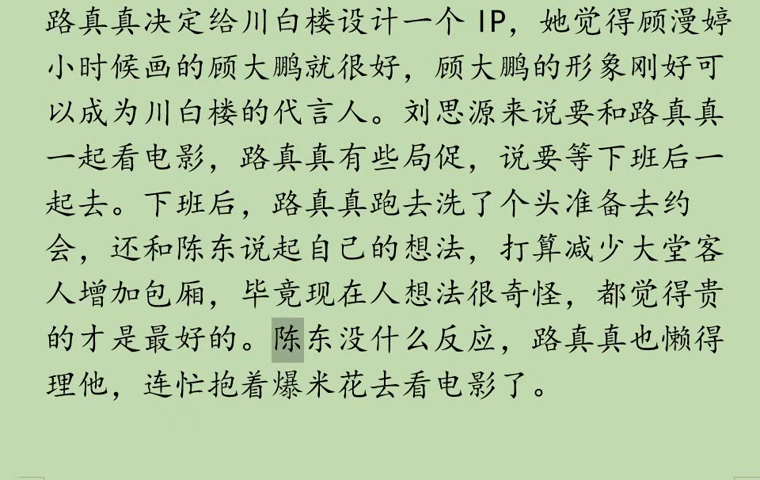 路真真决定给川白楼设计一个 IP，她觉得顾漫婷
小时候画的顾大鹏就很好，顾大鹏的形象刚好可
以成为川白楼的代言人。刘思源来说要和路真真
一起看电影，路真真有些局促，说要等下班后一
起去。下班后，路真真跑去洗了个头准备去约
会，还和陈东说起自己的想法，打算减少大堂客
人增加包厢，毕竟现在人想法很奇怪，都觉得贵
的才是最好的。陈东没什么反应，路真真也懒得
理他，连忙抱着爆米花去看电影了。